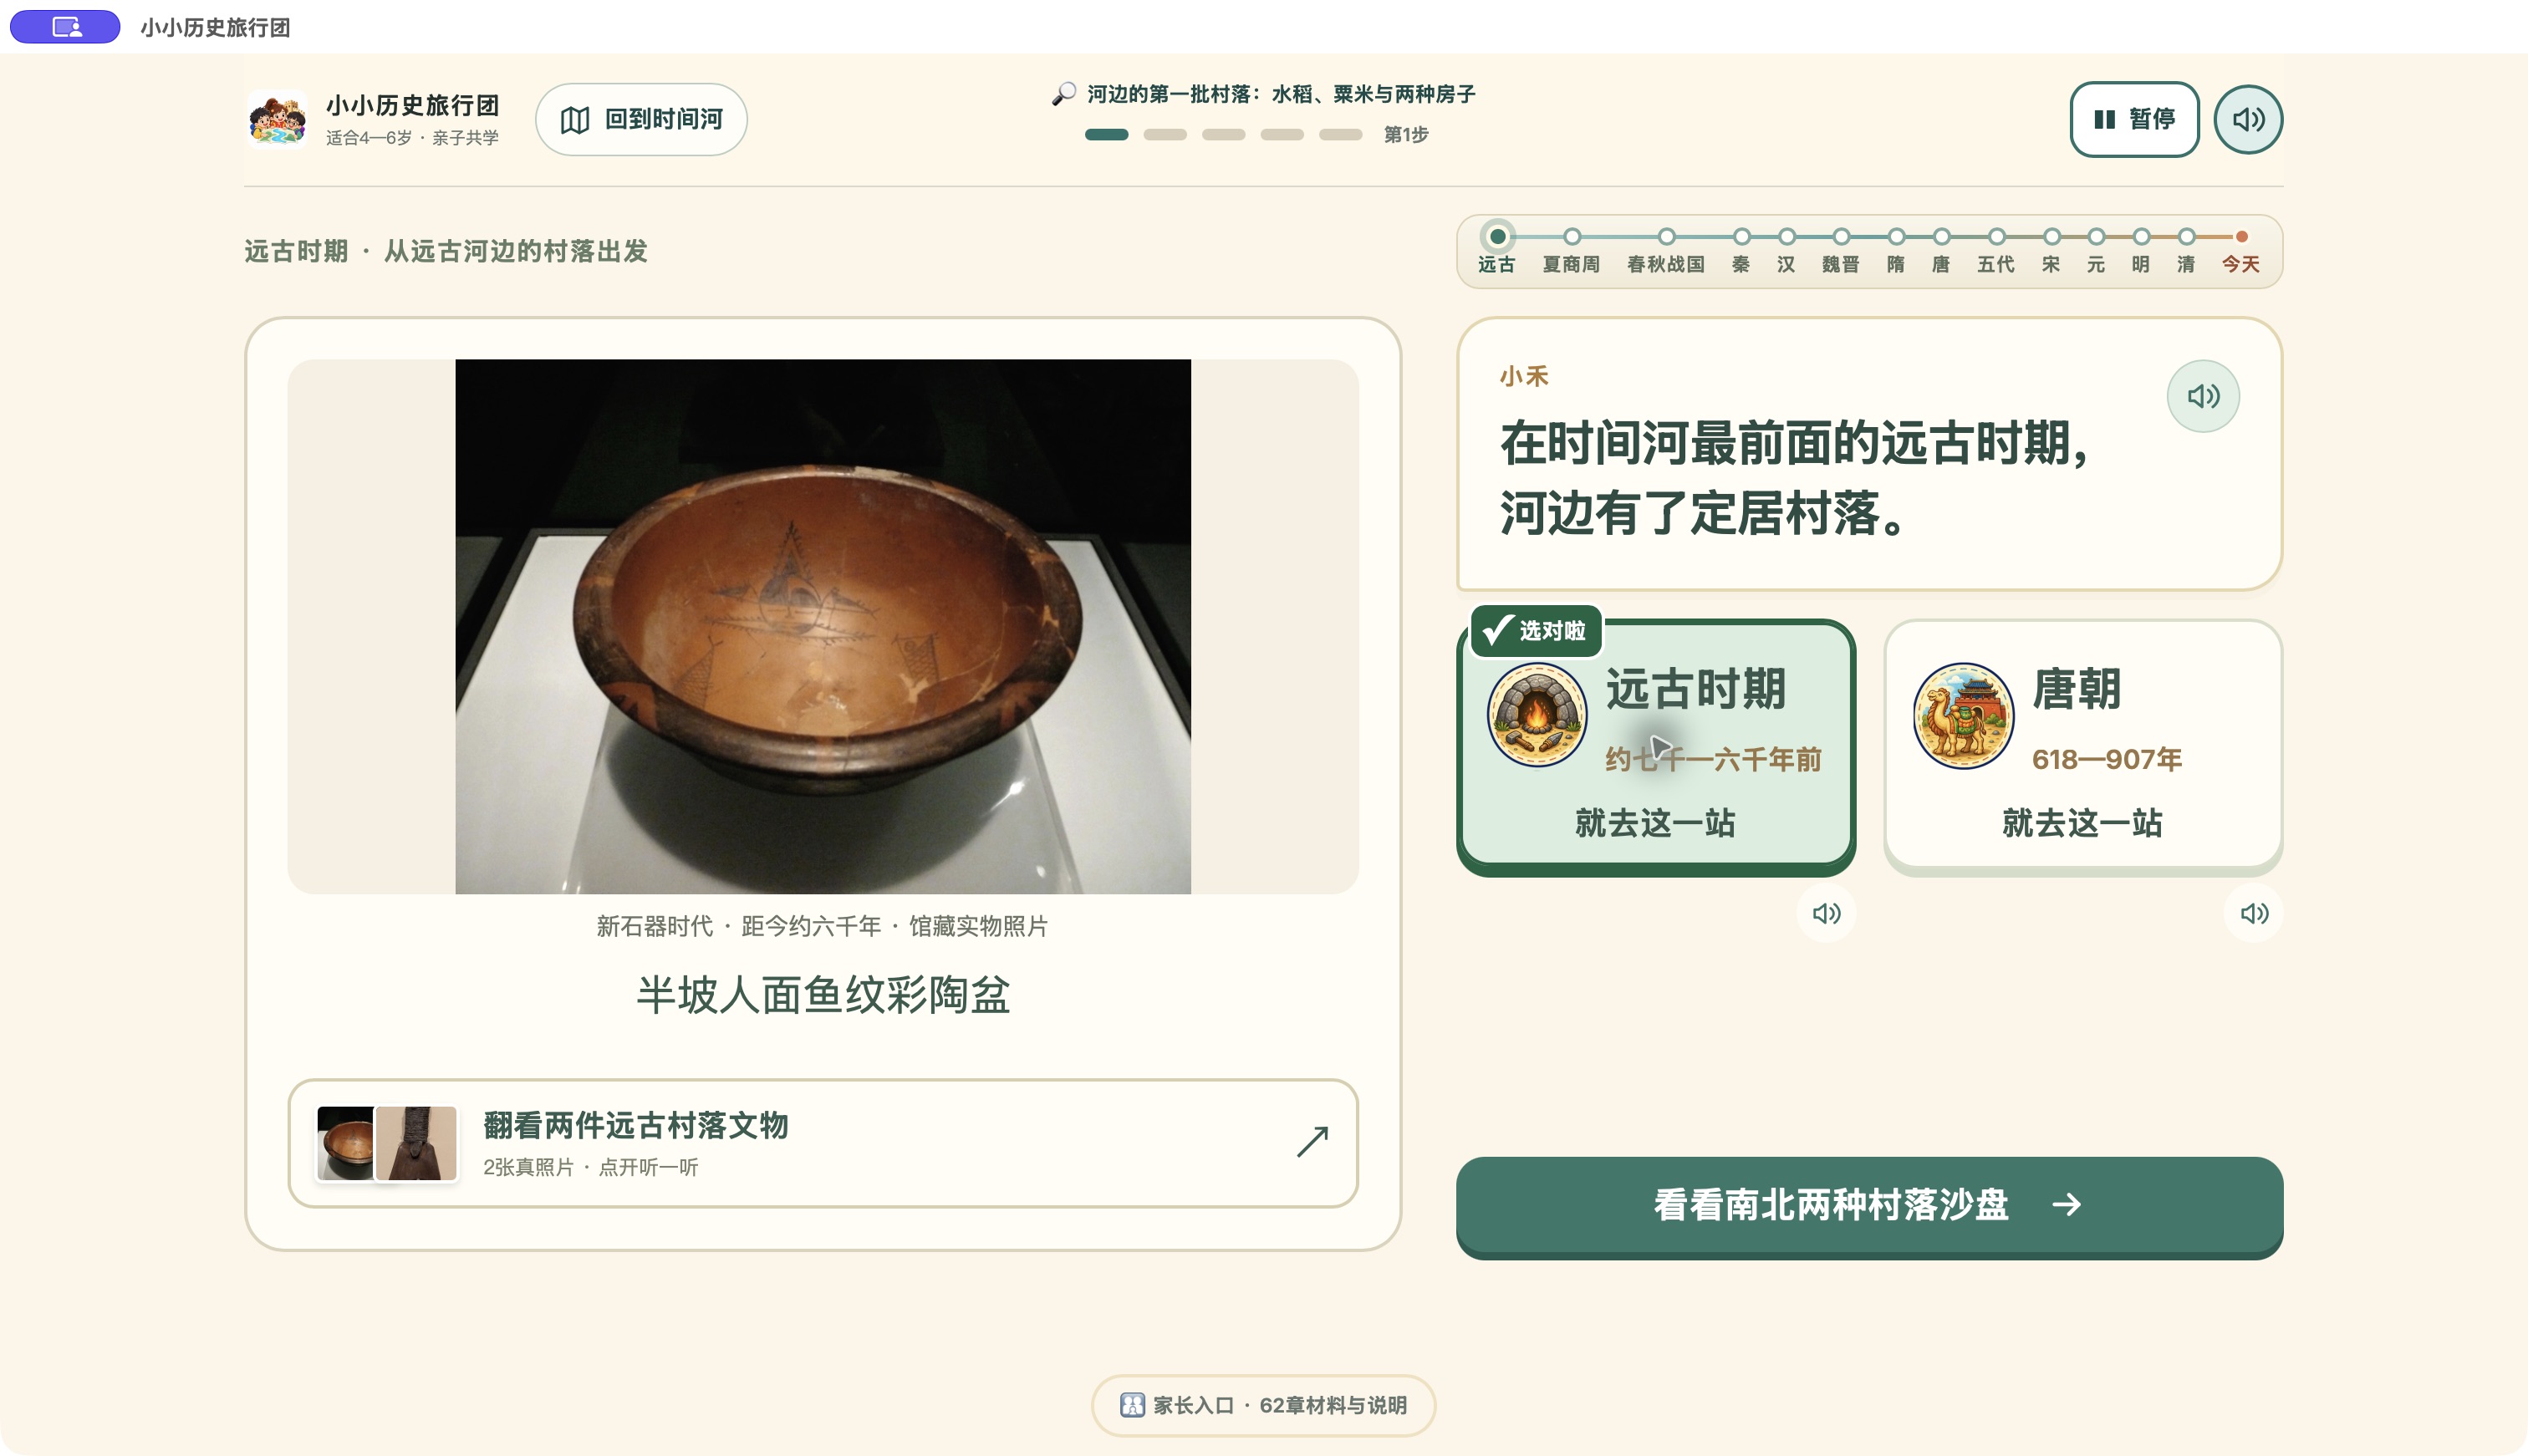 小小历史旅行团
小小历史旅行团
适合4—6岁 · 亲子共学
回到时间河
河边的第一批村落：水稻、粟米与两种房子
第1步
暂停
远古时期 · 从远古河边的村落出发
远古 夏商周 春秋战国 秦 汉 魏晋 隋 唐 五代 宋 元 明 清 今天
小禾
在时间河最前面的远古时期，
河边有了定居村落。
选对啦
远古时期
约七千—六千年前
就去这一站
唐朝
618—907年
就去这一站
新石器时代 · 距今约六千年 · 馆藏实物照片
半坡人面鱼纹彩陶盆
翻看两件远古村落文物
2张真照片 · 点开听一听
看看南北两种村落沙盘
家长入口 · 62章材料与说明